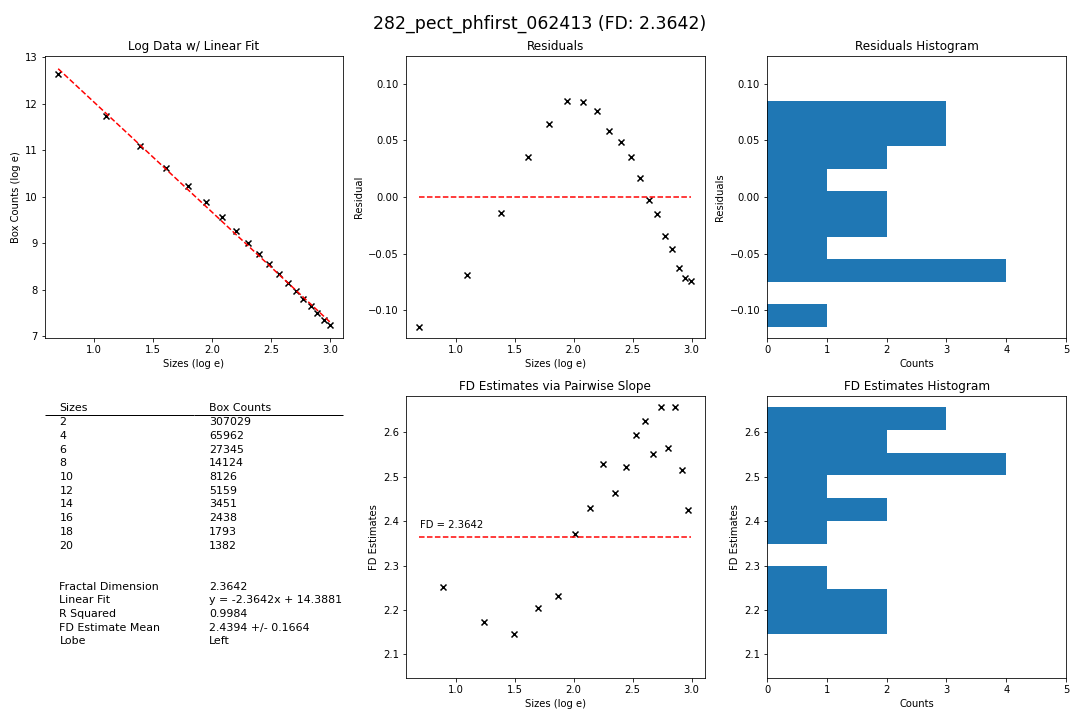 282_pect_phfirst_062413 (FD: 2.3642)
Log Data w/ Linear Fit
13
12
11
10
9
8
7
Box Counts (log e)
1.0 1.5 2.0 2.5 3.0
Sizes (log e)
Residuals
0.10
0.05
0.00
−0.05
−0.10
Residual
1.0 1.5 2.0 2.5 3.0
Sizes (log e)
Residuals Histogram
0.10
0.05
0.00
−0.05
−0.10
Residuals
0 1 2 3 4 5
Counts
Sizes Box Counts
2 307029
4 65962
6 27345
8 14124
10 8126
12 5159
14 3451
16 2438
18 1793
20 1382
Fractal Dimension 2.3642
Linear Fit y = -2.3642x + 14.3881
R Squared 0.9984
FD Estimate Mean 2.4394 +/- 0.1664
Lobe Left
FD Estimates via Pairwise Slope
2.6
2.5
2.4
2.3
2.2
2.1
FD Estimates
FD = 2.3642
1.0 1.5 2.0 2.5 3.0
Sizes (log e)
FD Estimates Histogram
2.6
2.5
2.4
2.3
2.2
2.1
FD Estimates
0 1 2 3 4 5
Counts